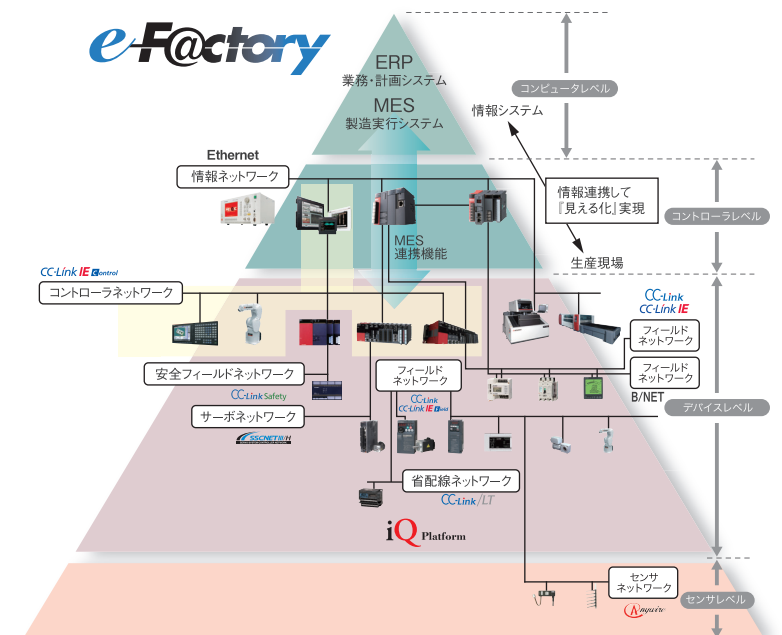 e-F@ctory
ERP
業務・計画システム
MES
製造実行システム
コンピュータレベル
情報システム
Ethernet
情報ネットワーク
情報連携して
『見える化』実現
コントローラレベル
MES
連携機能
生産現場
CC-Link IE Control
コントローラネットワーク
CC-Link
CC-Link IE
フィールド
ネットワーク
安全フィールドネットワーク
CC-Link Safety
フィールド
ネットワーク
CC-Link
CC-Link IE Field
フィールド
ネットワーク
B/NET
デバイスレベル
サーボネットワーク
SSCNETⅢ/H
省配線ネットワーク
CC-Link/LT
iQ Platform
センサ
ネットワーク
Anywire
センサレベル